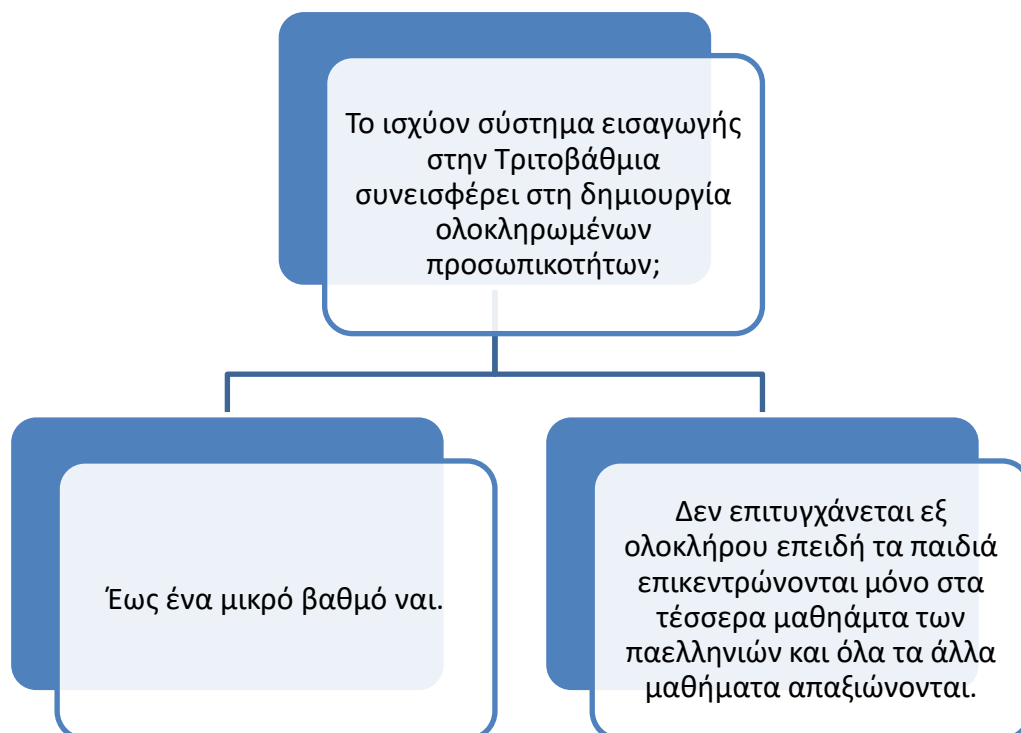 Το ισχύον σύστημα εισαγωγής
στην Τριτοβάθμια
συνεισφέρει στη δημιουργία
ολοκληρωμένων
προσωπικοτήτων;
Έως ένα μικρό βαθμό ναι.
Δεν επιτυγχάνεται εξ
ολοκλήρου επειδή τα παιδιά
επικεντρώνονται μόνο στα
τέσσερα μαθηάμτα των
παελληνιών και όλα τα άλλα
μαθήματα απαξιώνονται.